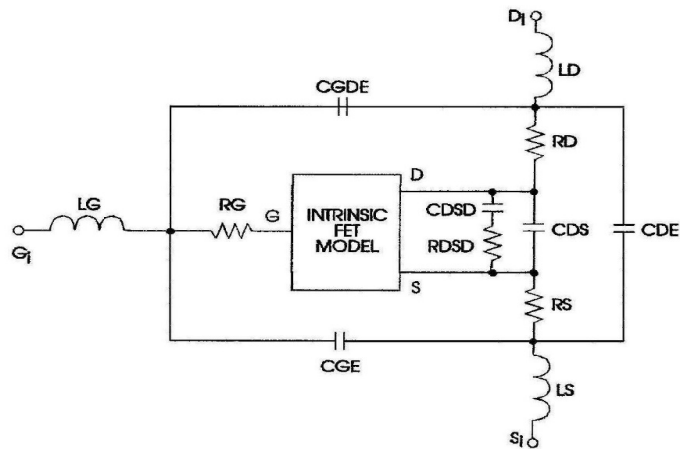 Di
LD
CGDE
RD
LG
RG
G
D
INTRINSIC
FET
MODEL
CDSD
RDSD
CDS
CDE
Gi
S
RS
CGE
LS
Si